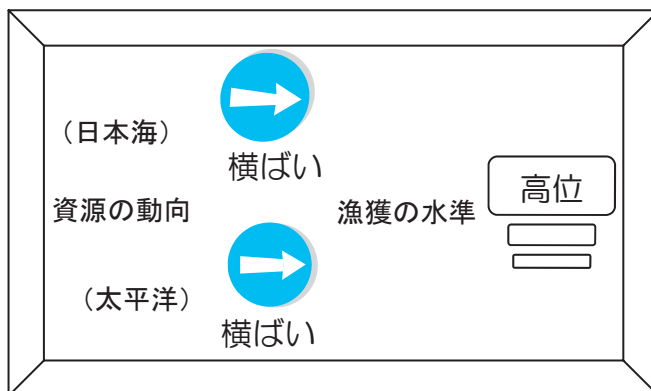 （日本海）
横ばい
資源の動向
漁獲の水準
高位
（太平洋）
横ばい